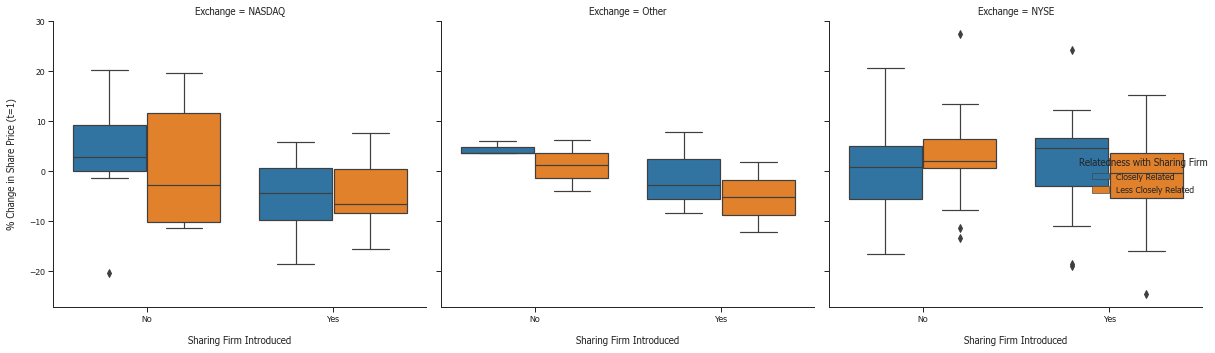 Exchange = NASDAQ
Exchange = Other
Exchange = NYSE
% Change in Share Price (t=1)
30
20
10
0
−10
−20
No
Yes
No
Yes
No
Yes
Sharing Firm Introduced
Sharing Firm Introduced
Sharing Firm Introduced
Relatedness with Sharing Firm
Closely Related
Less Closely Related